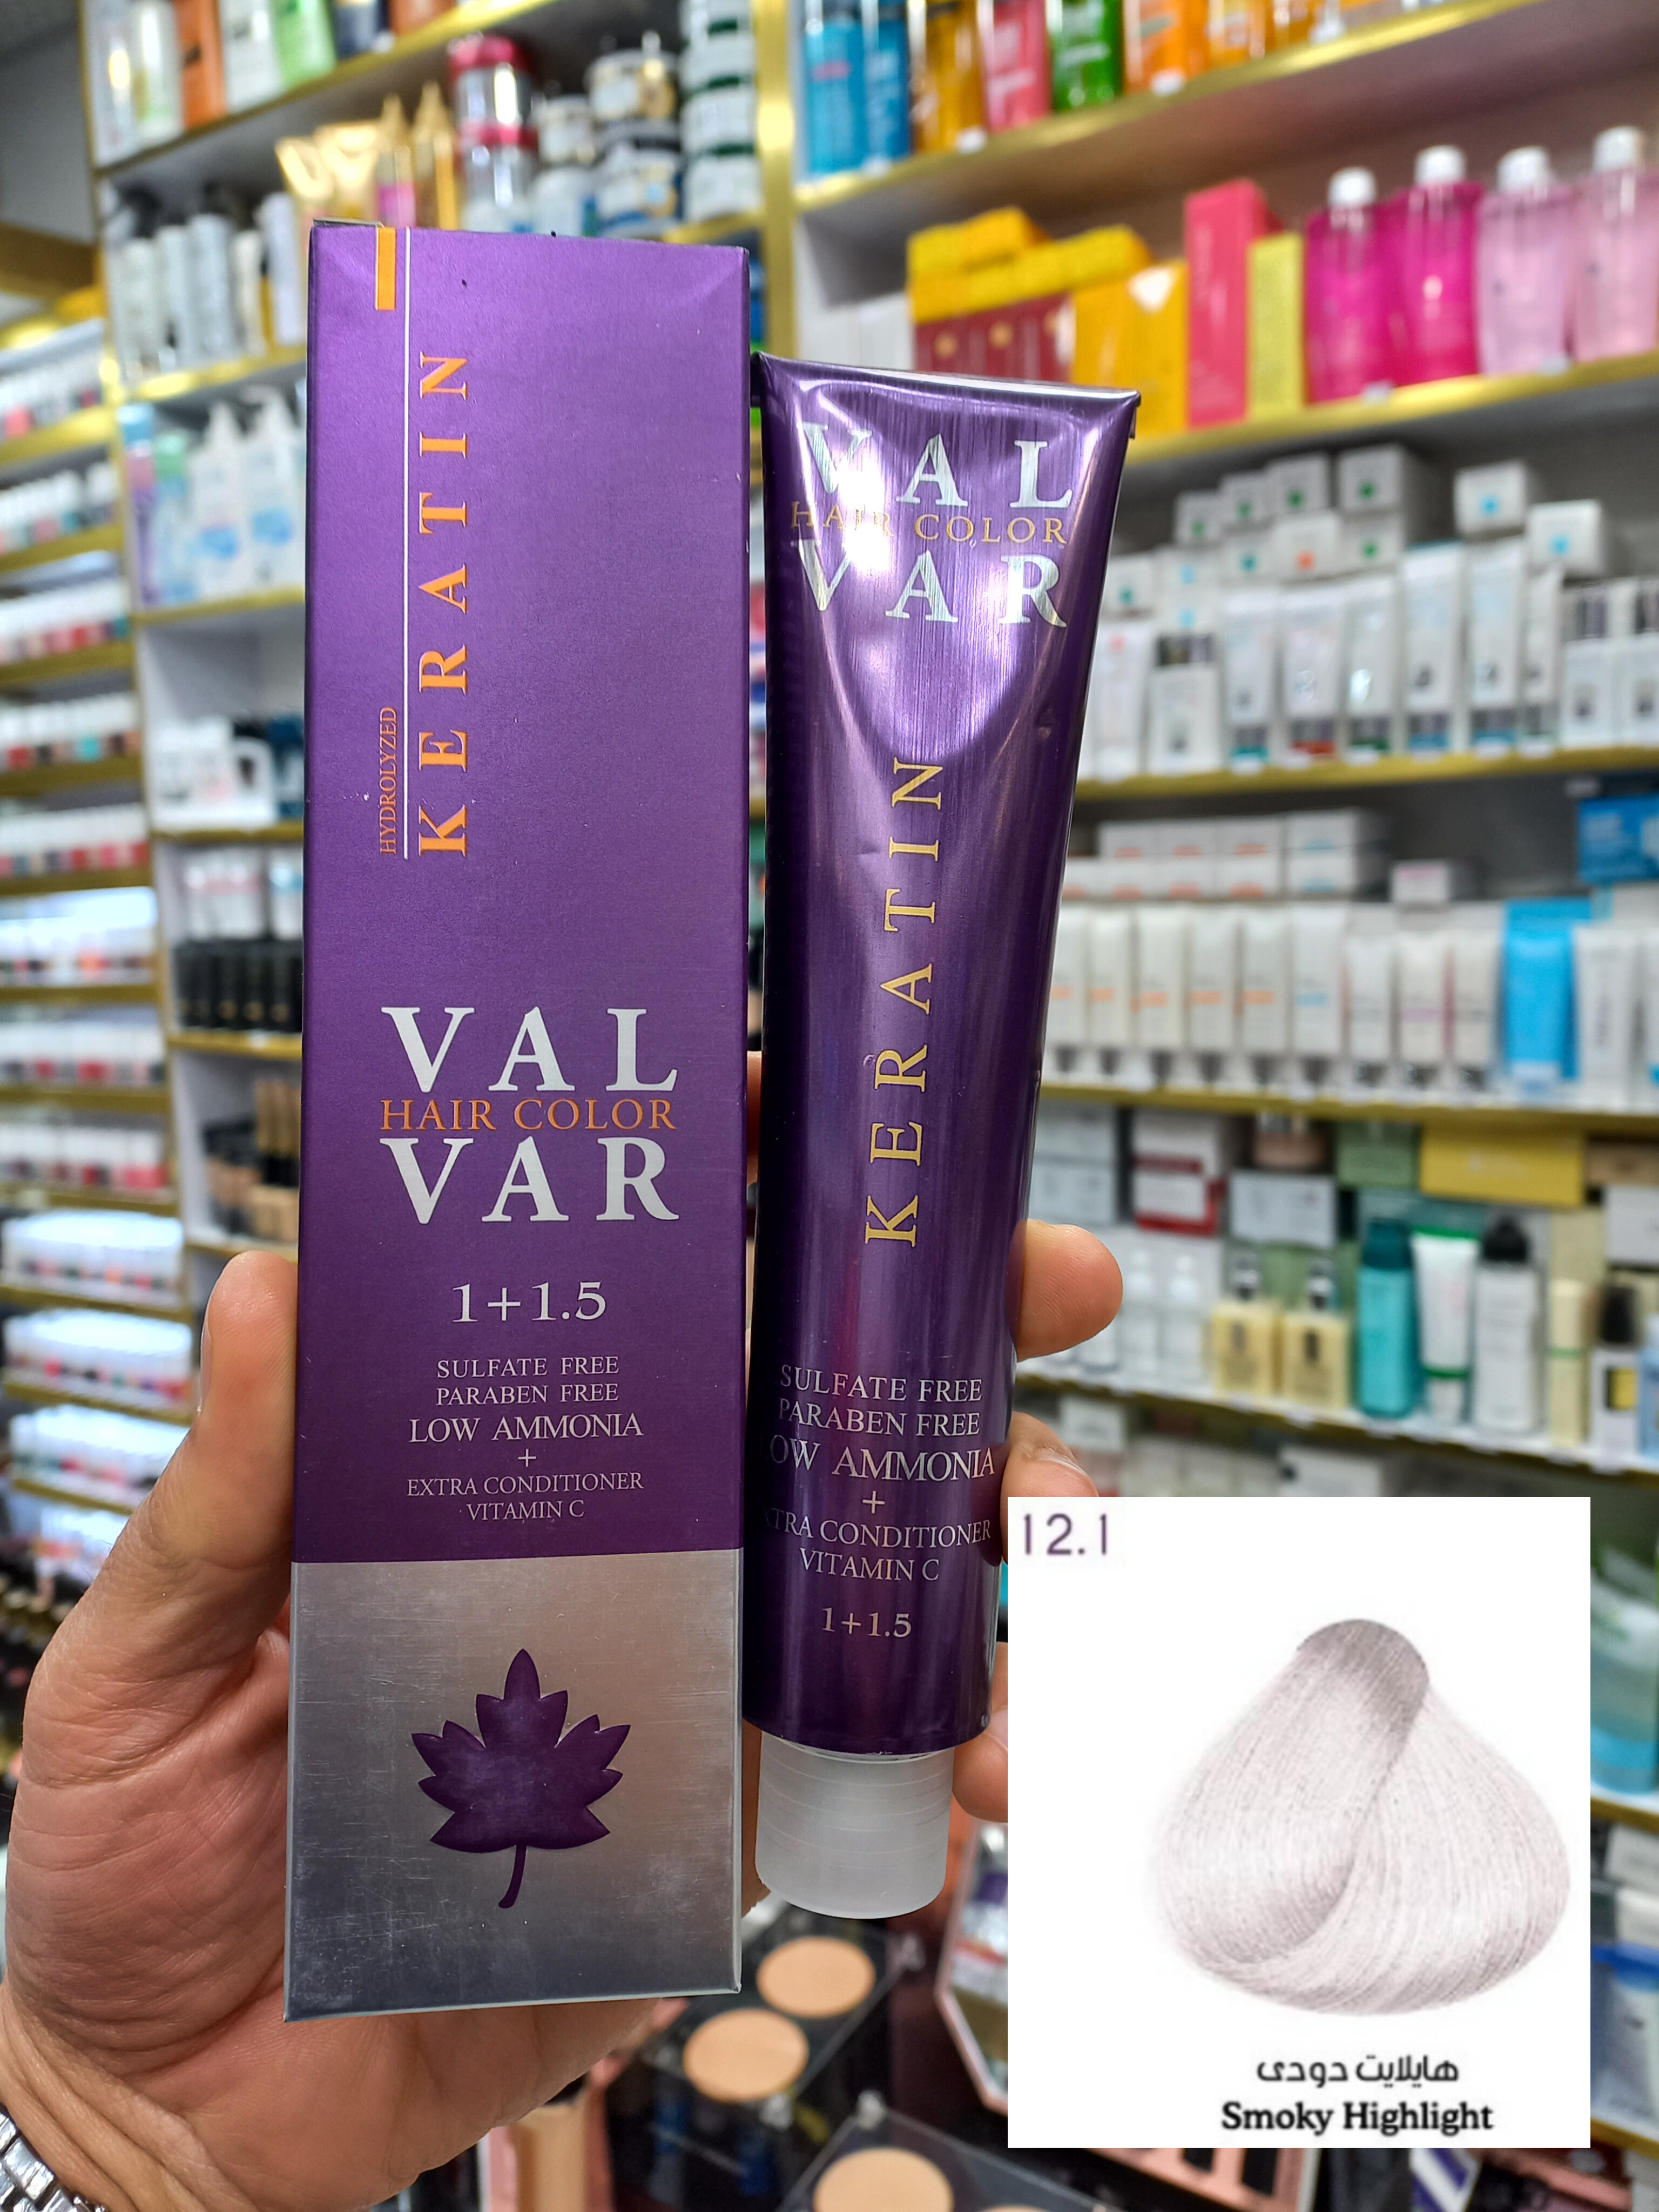 HYDROLYZED
KERATIN
VAL
HAIR COLOR
VAR
1+1.5
SULFATE FREE
PARABEN FREE
LOW AMMONIA
+
EXTRA CONDITIONER
VITAMIN C
VAL
HAIR COLOR
VAR
KERATIN
SULFATE FREE
PARABEN FREE
OW AMMONIA
+
TRA CONDITIONER
VITAMIN C
1+1.5
12.1
هایلایت دودی
Smoky Highlight